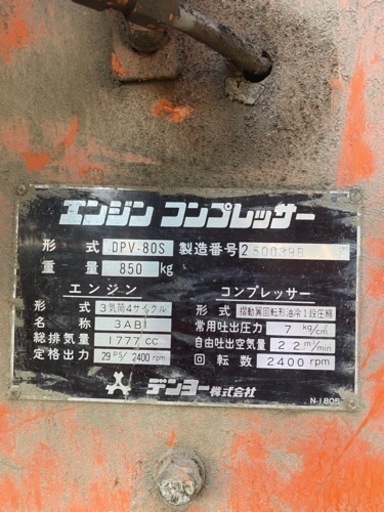 エンジン コンプレッサー
形式 DPV-80S 製造番号 2500396
重量 850 kg
エンジン
形式 3気筒4サイクル
名称 3AB1
総排気量 1777 cc
定格出力 29 PS/ 2400 rpm
コンプレッサー
形式 摺動翼回転形油冷1段圧機
常用吐出圧力 7 kg/cm²
自由吐出空気量 2.2 m³/min
回転数 2400 rpm
デンヨー株式会社
N-1805